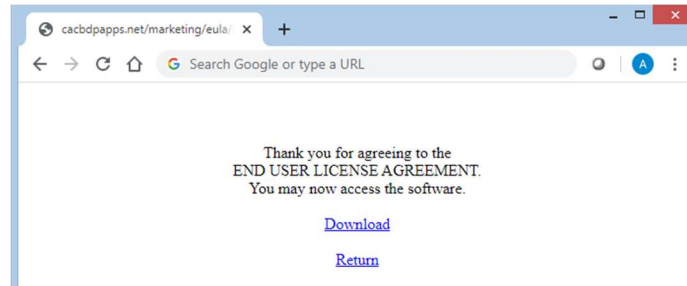 cacbdpapps.net/marketing/eula/
Search Google or type a URL
A
Thank you for agreeing to the
END USER LICENSE AGREEMENT.
You may now access the software.
Download
Return